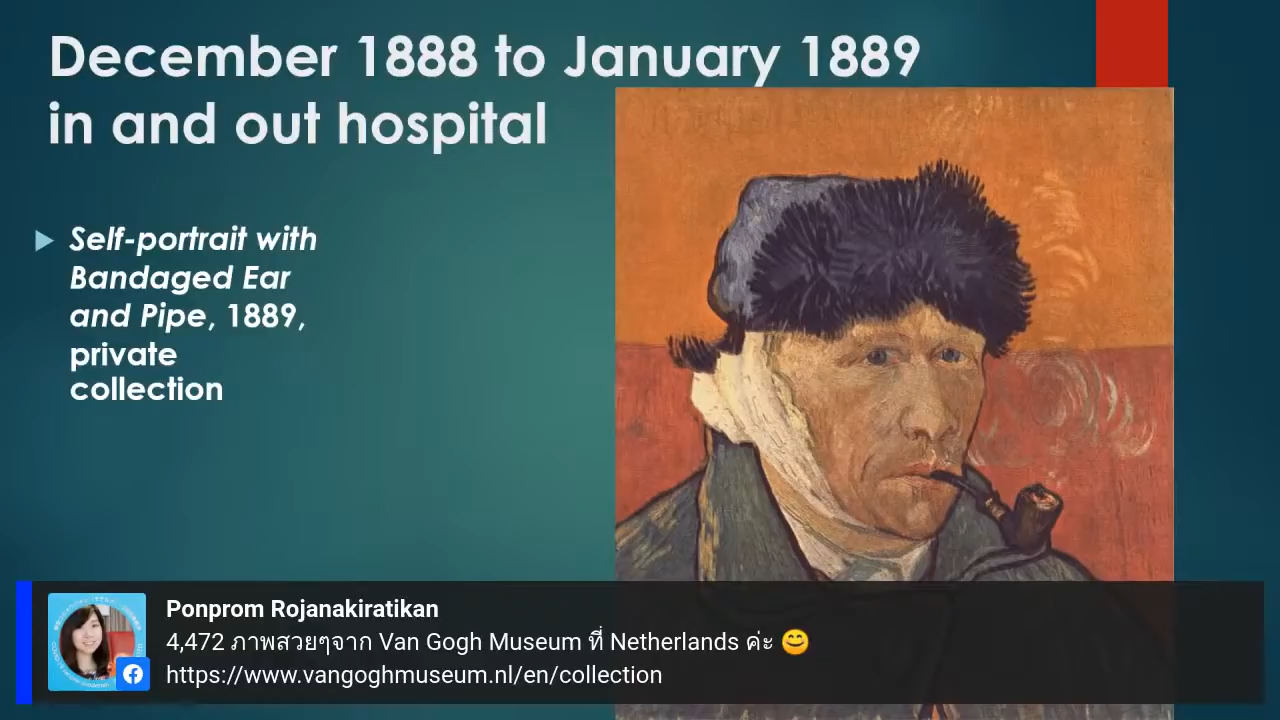 December 1888 to January 1889
in and out hospital
Self-portrait with
Bandaged Ear
and Pipe, 1889,
private
collection
Ponprom Rojanakiratikan
4,472 ภาพสวยๆจาก Van Gogh Museum ที่ Netherlands ค่ะ 😊
https://www.vangoghmuseum.nl/en/collection